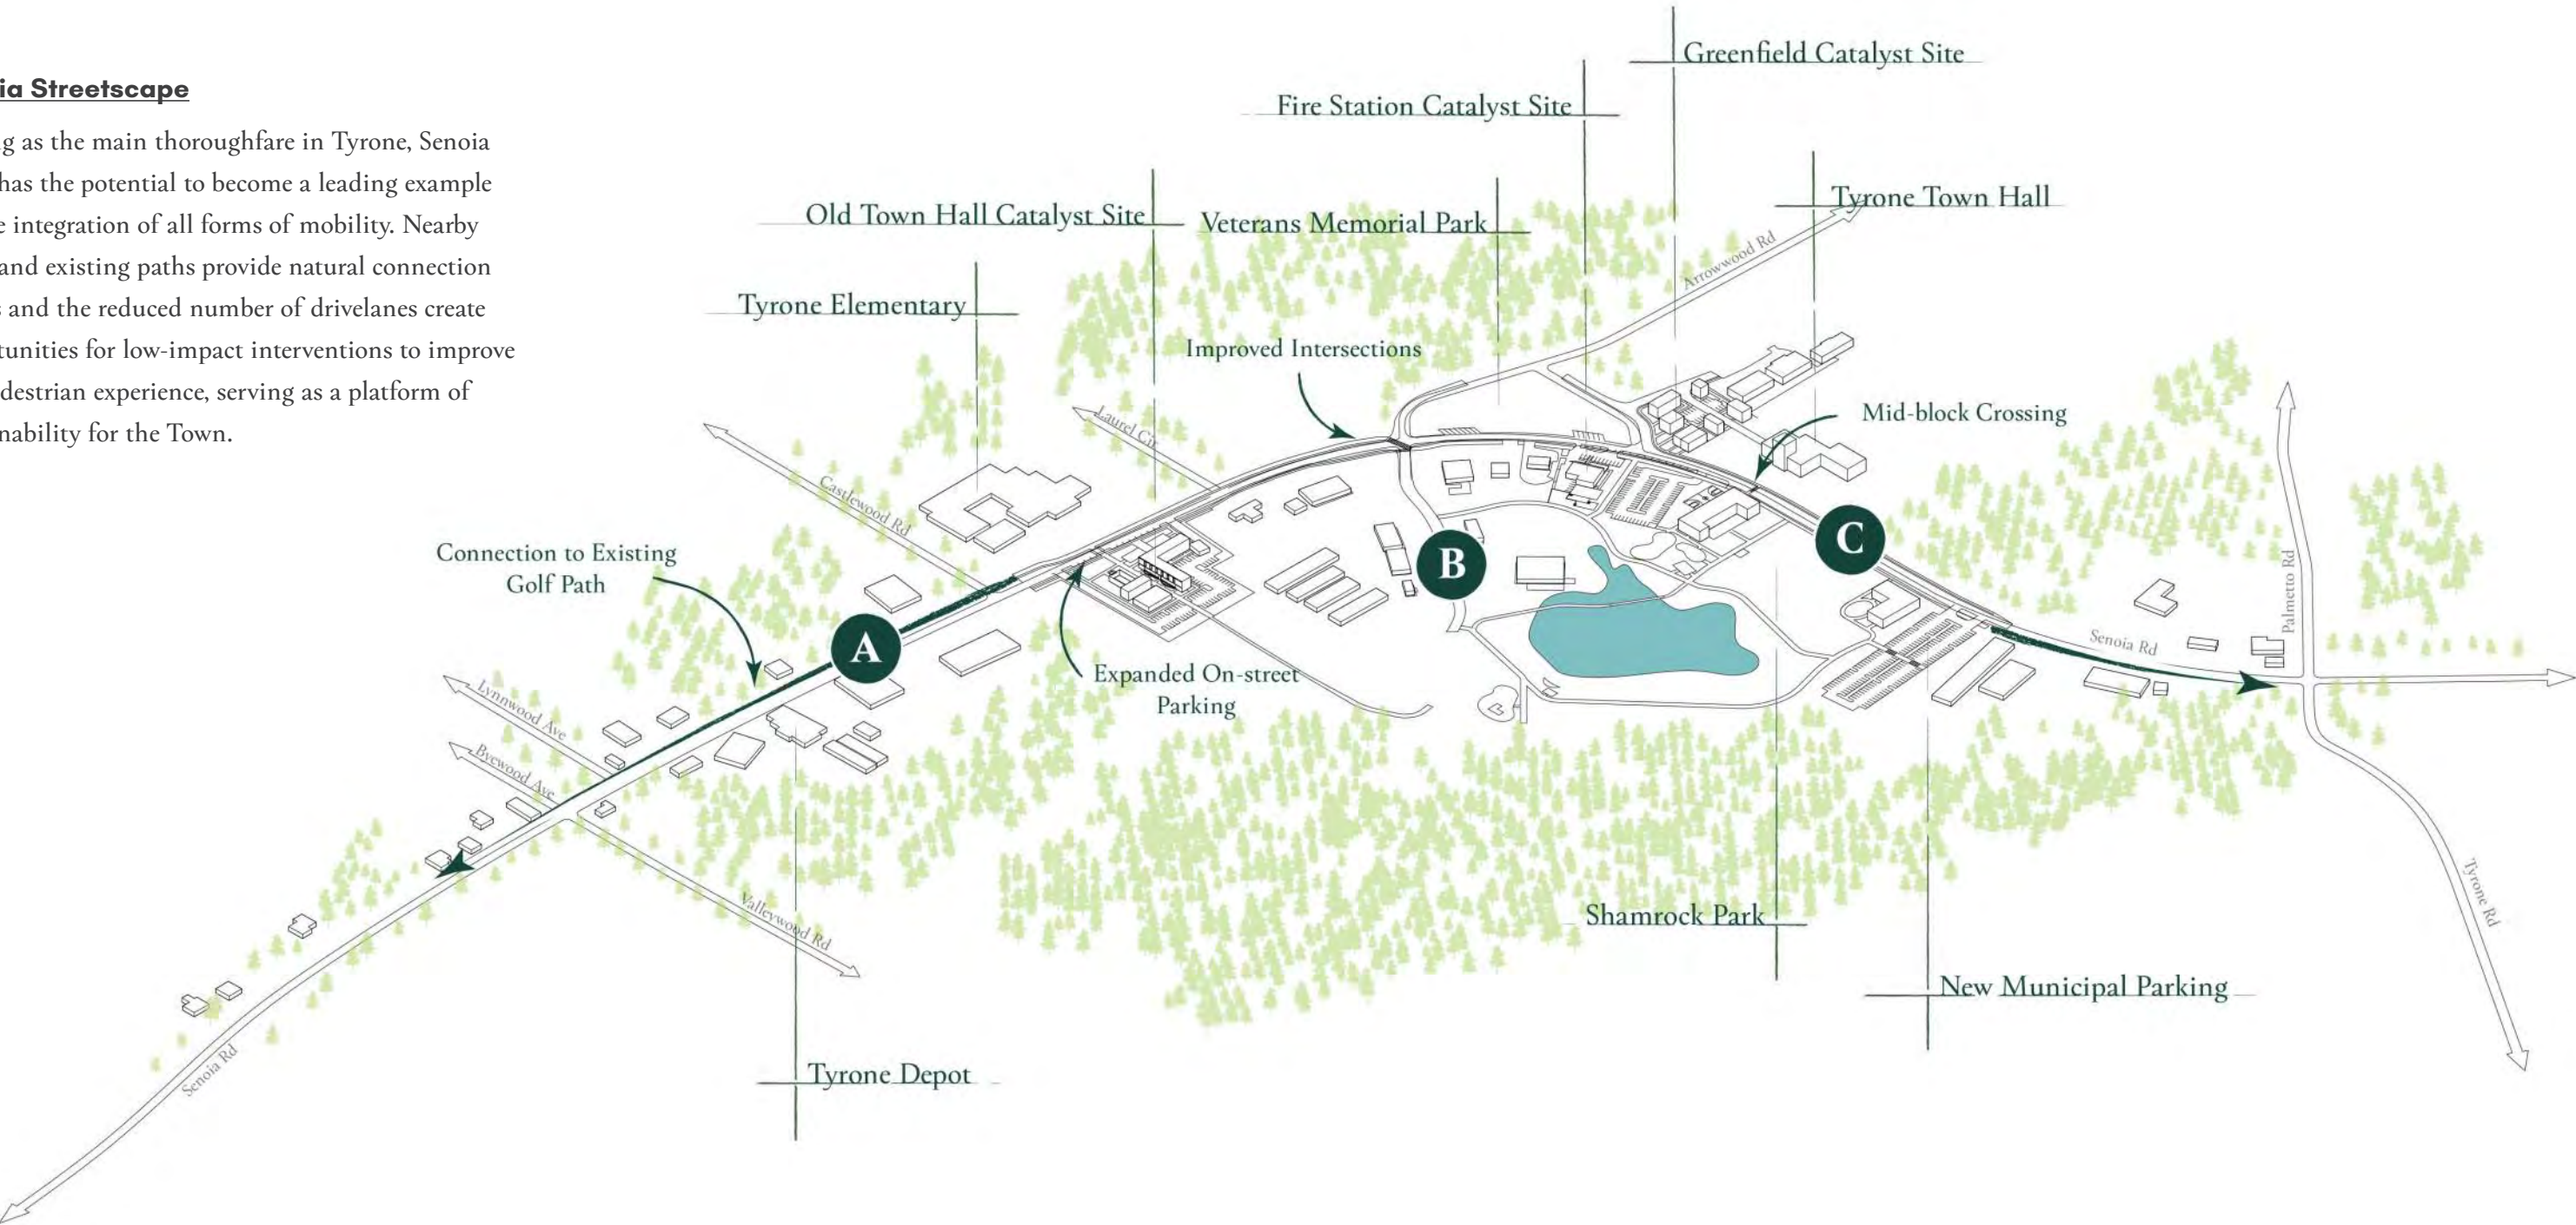 ia Streetscape
g as the main thoroughfare in Tyrone, Senoia
has the potential to become a leading example
e integration of all forms of mobility. Nearby
and existing paths provide natural connection
s and the reduced number of drivelanes create
tunities for low-impact interventions to improve
destrian experience, serving as a platform of
nability for the Town.
Greenfield Catalyst Site
Fire Station Catalyst Site
Tyrone Town Hall
Old Town Hall Catalyst Site
Veterans Memorial Park
Arrowwood Rd
Tyrone Elementary
Improved Intersections
Mid-block Crossing
Laurel Cir
Castlewood Rd
Connection to Existing
Golf Path
A
B
C
Palmetto Rd
Senoia Rd
Expanded On-street
Parking
Lynnwood Ave
Bycwood Ave
Valleywood Rd
Tyrone Rd
Shamrock Park
New Municipal Parking
Senoia Rd
Tyrone Depot